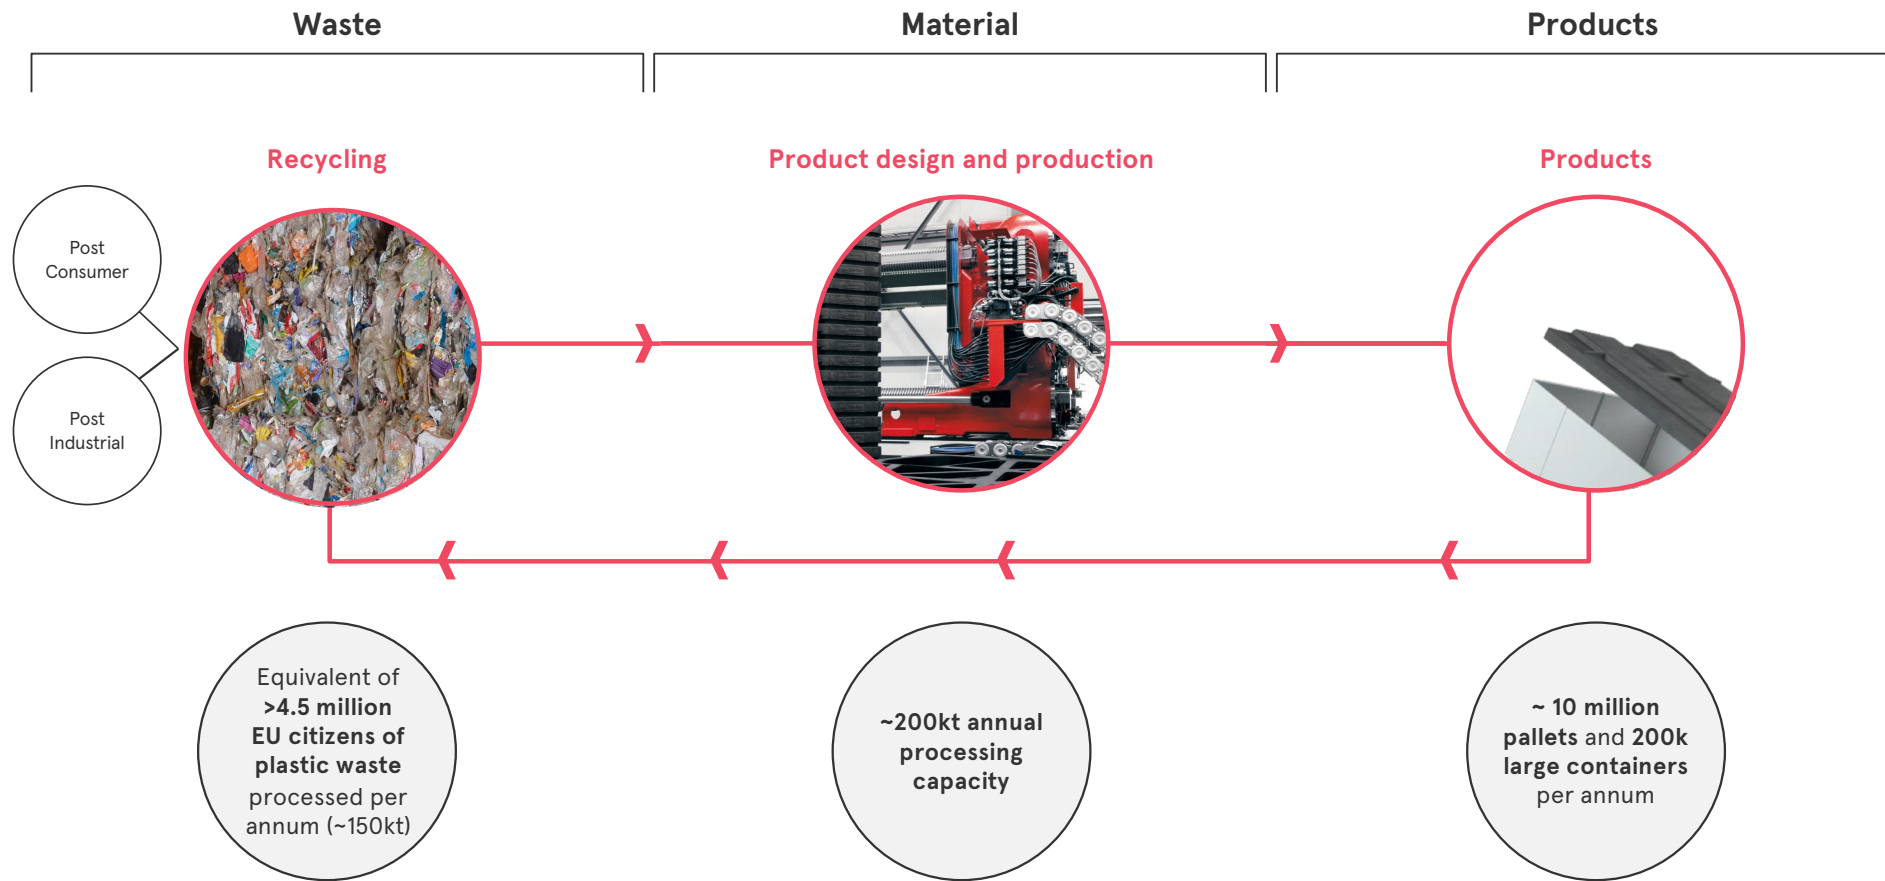 Waste
Material
Products
Recycling
Product design and production
Products
Post
Consumer
Post
Industrial
Equivalent of
>4.5 million
EU citizens of
plastic waste
processed per
annum (~150kt)
~200kt annual
processing
capacity
~ 10 million
pallets and 200k
large containers
per annum